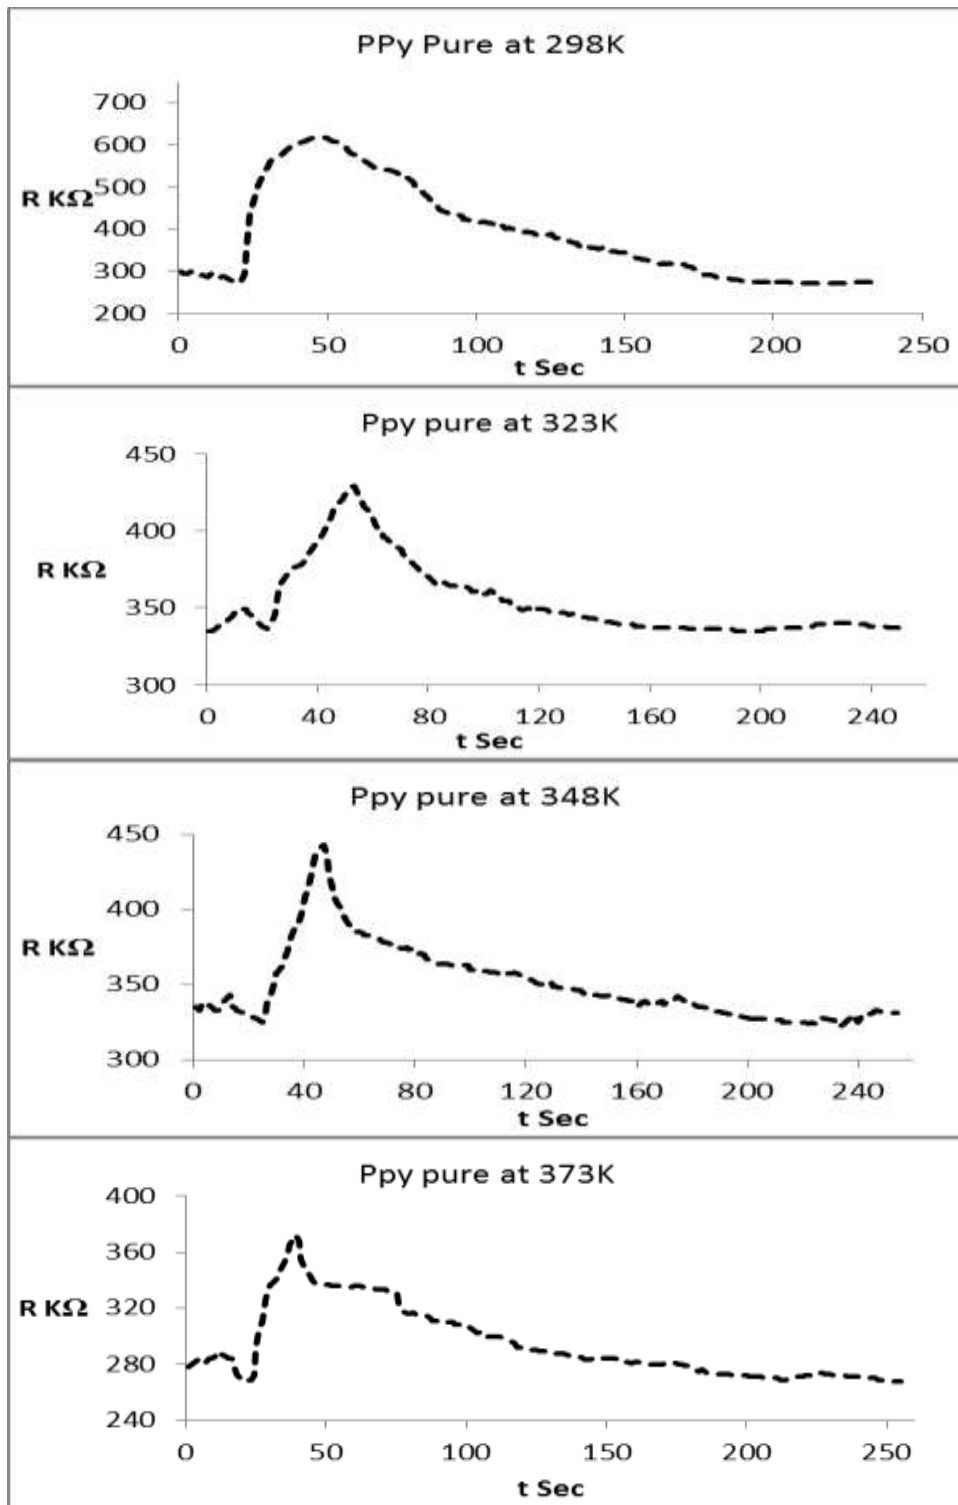 PPy Pure at 298K
700
600
500
R KΩ
400
300
200
0 50 100 150 200 250
t Sec
Ppy pure at 323K
450
400
R KΩ
350
300
0 40 80 120 160 200 240
t Sec
Ppy pure at 348K
450
400
R KΩ
350
300
0 40 80 120 160 200 240
t Sec
Ppy pure at 373K
400
360
320
R KΩ
280
240
0 50 100 150 200 250
t Sec